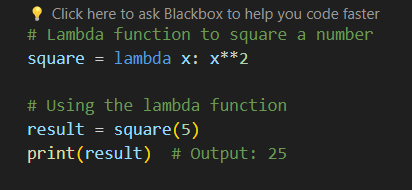 💡 Click here to ask Blackbox to help you code faster
# Lambda function to square a number
square = lambda x: x**2
# Using the lambda function
result = square(5)
print(result)  # Output: 25